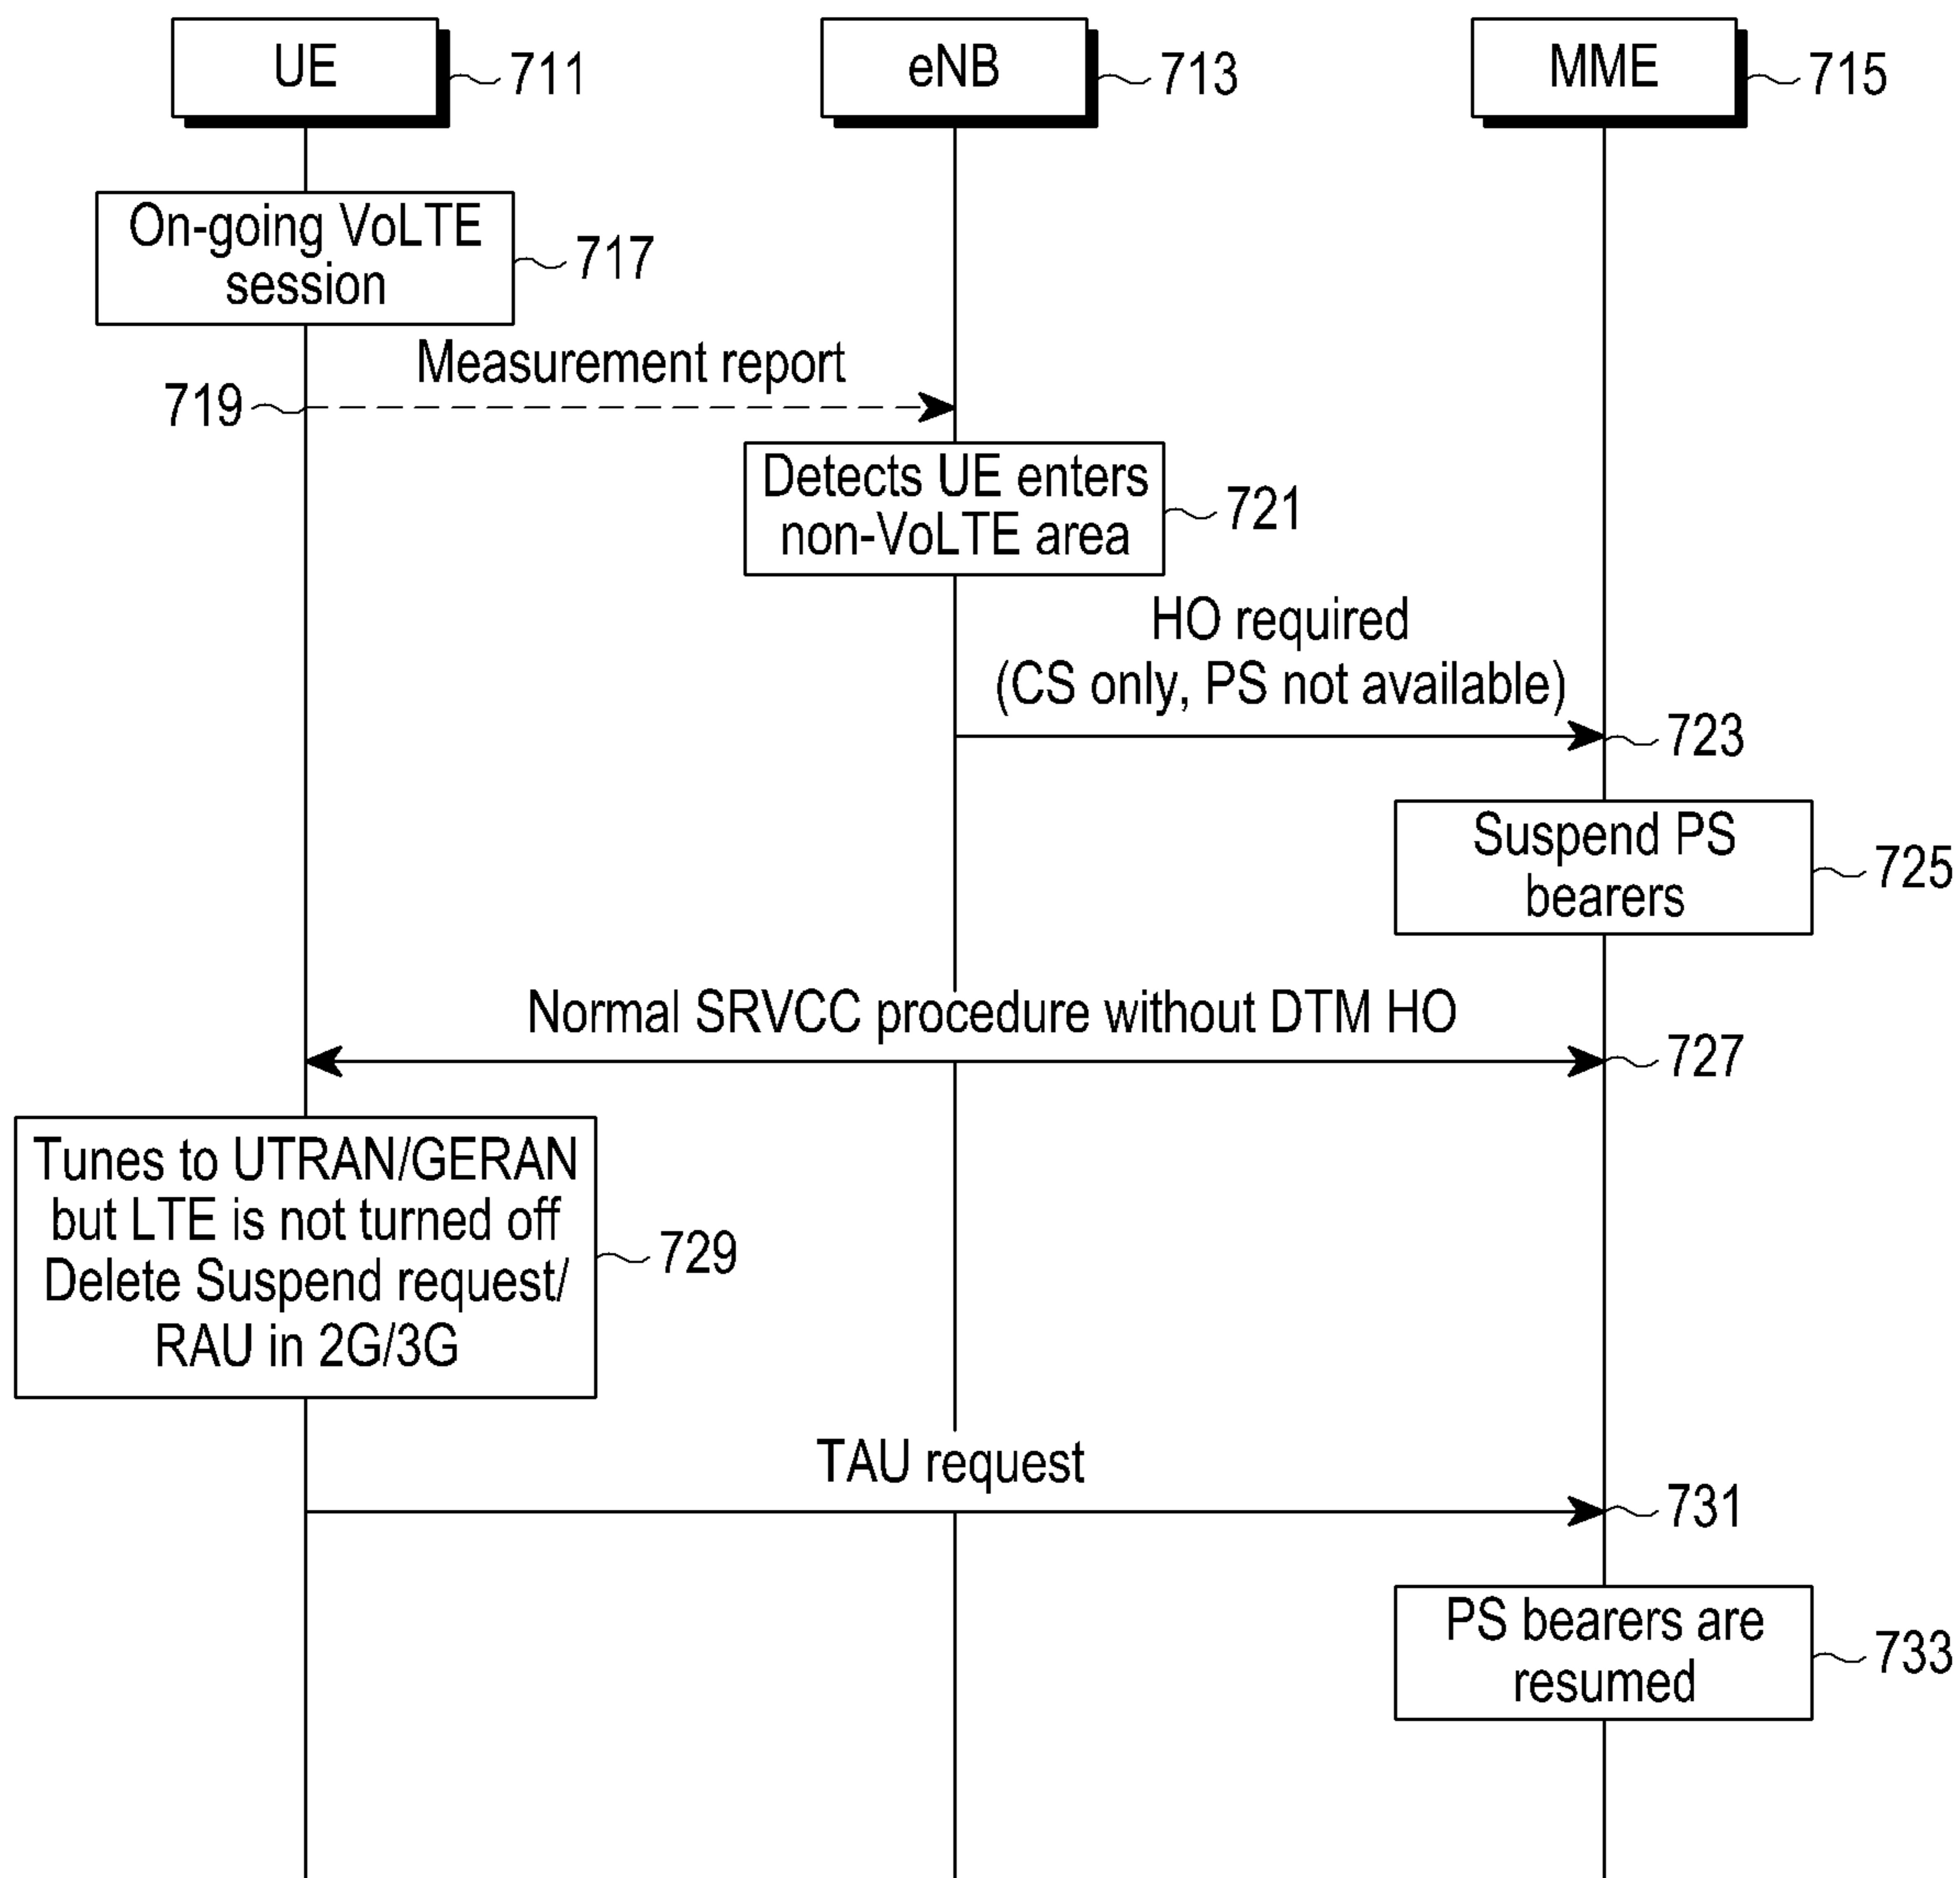 UE
711
eNB
713
MME
715
On-going VoLTE
session
717
Measurement report
719
Detects UE enters
non-VoLTE area
721
HO required
(CS only, PS not available)
723
Suspend PS
bearers
725
Normal SRVCC procedure without DTM HO
727
Tunes to UTRAN/GERAN
but LTE is not turned off
Delete Suspend request/
RAU in 2G/3G
729
TAU request
731
PS bearers are
resumed
733